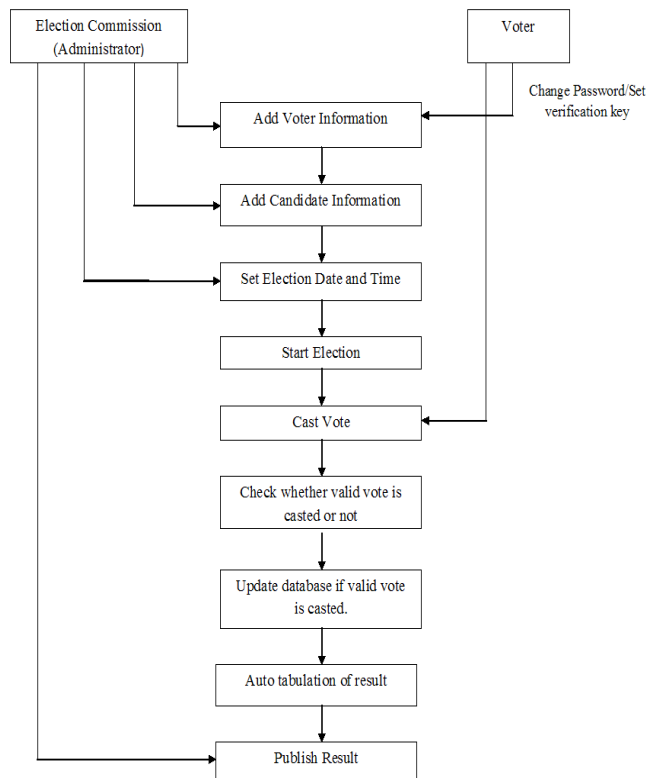 Election Commission
(Administrator)
Voter
Change Password/Set
verification key
Add Voter Information
Add Candidate Information
Set Election Date and Time
Start Election
Cast Vote
Check whether valid vote is
casted or not
Update database if valid vote
is casted.
Auto tabulation of result
Publish Result